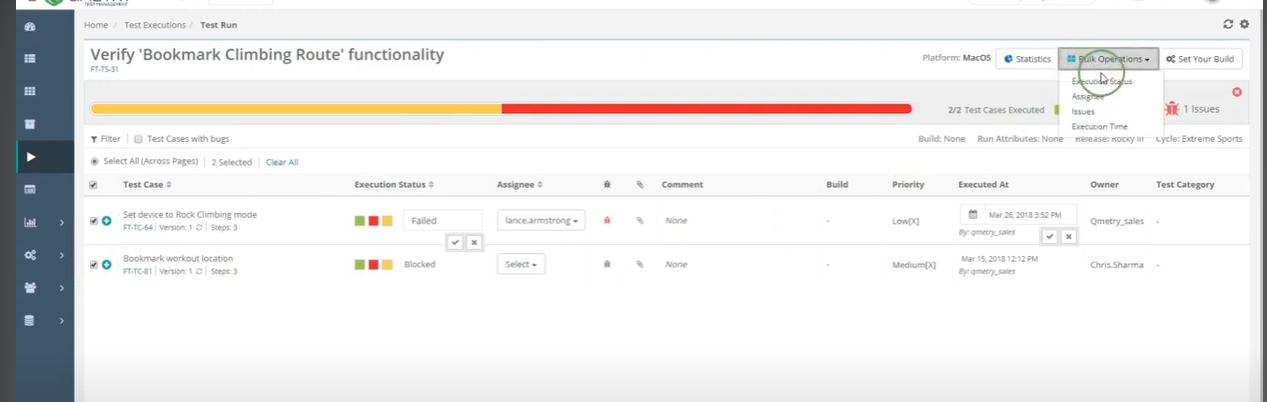 TEST MANAGEMENT
Home / Test Executions / Test Run
Verify 'Bookmark Climbing Route' functionality
FT-TS-31
Platform: MacOS
Statistics
Bulk Operations
Set Your Build
Execution Status
Assignee
Issues
Execution Time
2/2 Test Cases Executed
1 Issues
Filter | Test Cases with bugs
Build: None Run Attributes: None Release: Rocky III Cycle: Extreme Sports
Select All (Across Pages) | 2 Selected | Clear All
Test Case Execution Status Assignee Comment Build Priority Executed At Owner Test Category
Set device to Rock Climbing mode Failed lance.armstrong None - Low[X] Mar 26, 2018 3:52 PM Qmetry_sales -
FT-TC-64 | Version: 1 | Steps: 3 By: qmetry_sales
Bookmark workout location Blocked Select None - Medium[X] Mar 15, 2018 12:12 PM Chris.Sharma -
FT-TC-81 | Version: 1 | Steps: 3 By: qmetry_sales